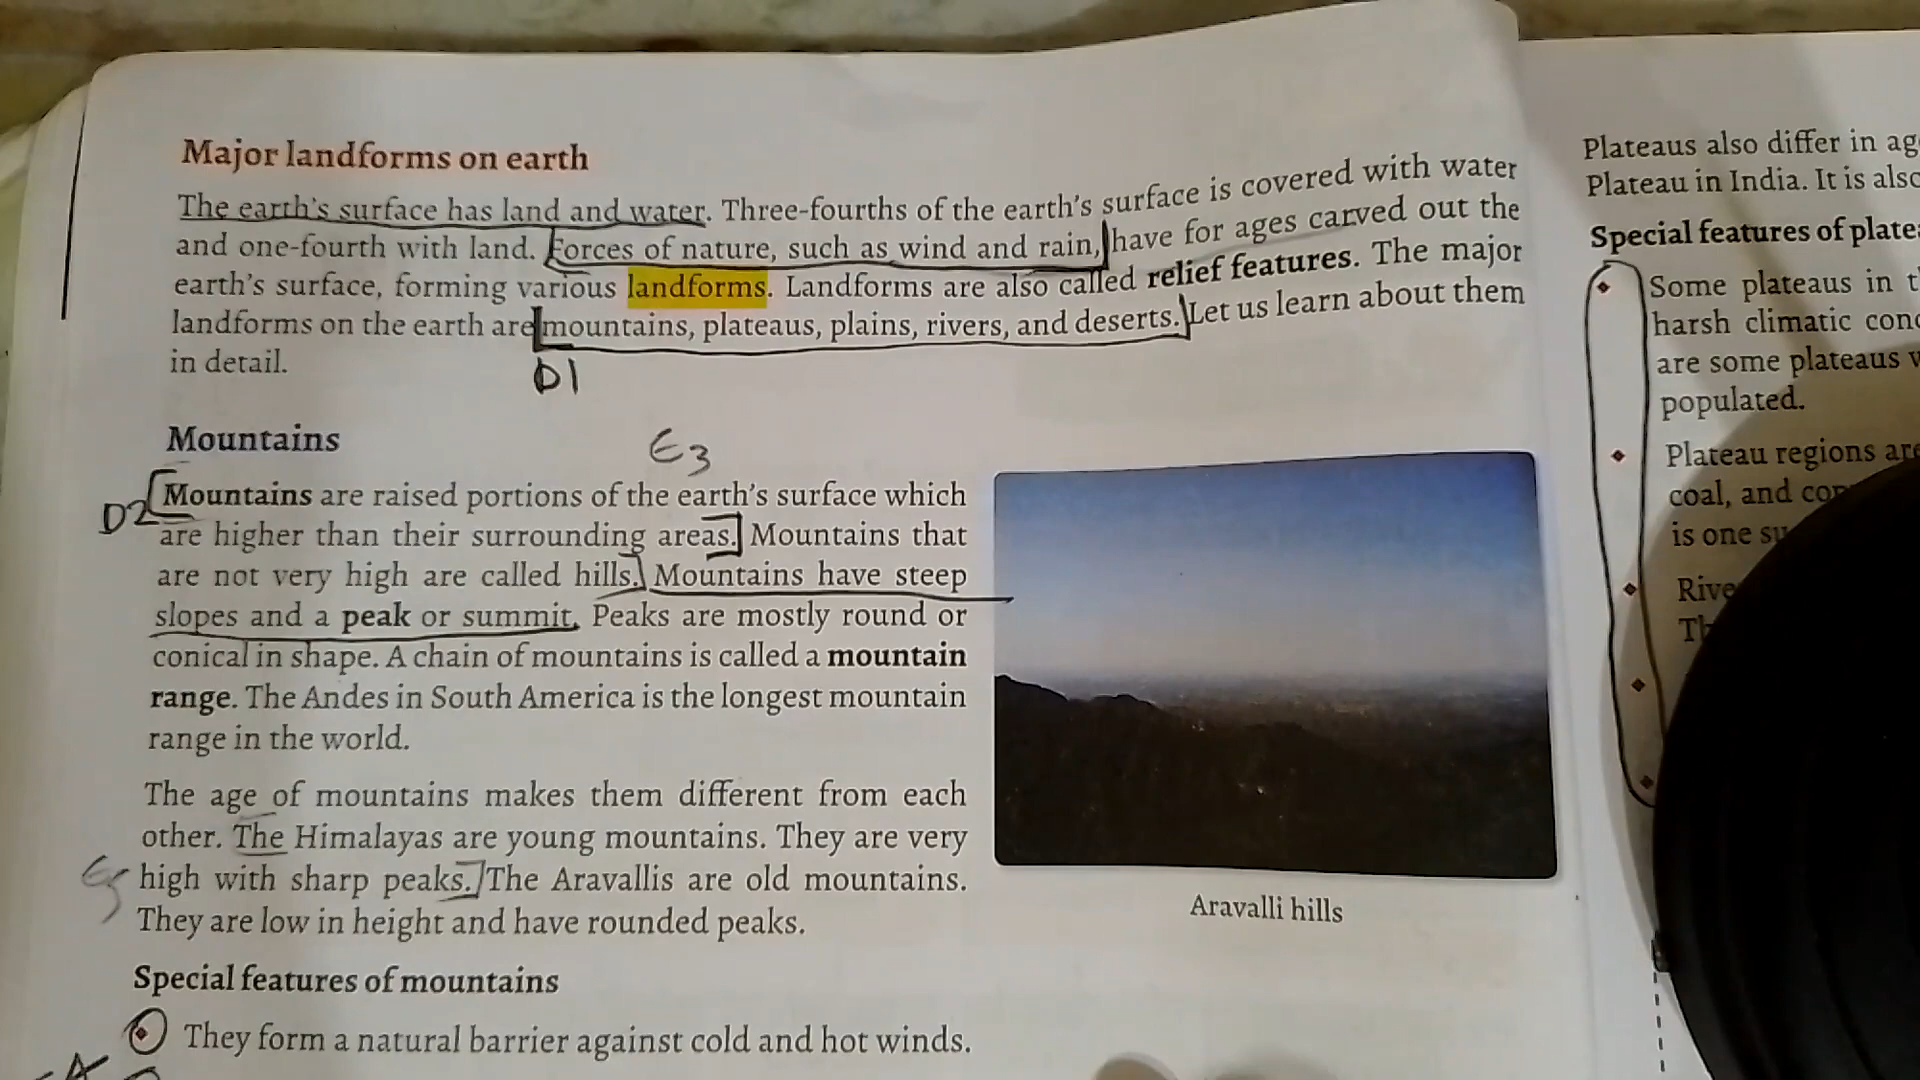 Major landforms on earth
The earth's surface has land and water. Three-fourths of the earth's surface is covered with water
and one-fourth with land. Forces of nature, such as wind and rain, have for ages carved out the
earth's surface, forming various landforms. Landforms are also called relief features. The major
landforms on the earth are mountains, plateaus, plains, rivers, and deserts. Let us learn about them
in detail.
D1
Mountains
E3
D2
Mountains are raised portions of the earth's surface which
are higher than their surrounding areas. Mountains that
are not very high are called hills. Mountains have steep
slopes and a peak or summit. Peaks are mostly round or
conical in shape. A chain of mountains is called a mountain
range. The Andes in South America is the longest mountain
range in the world.
The age of mountains makes them different from each
other. The Himalayas are young mountains. They are very
high with sharp peaks. The Aravallis are old mountains.
They are low in height and have rounded peaks.
Aravalli hills
Special features of mountains
They form a natural barrier against cold and hot winds.
Plateaus also differ in
Plateau in India. It is
Special features of
Some plateaus in
harsh climatic
are some plateaus
populated.
Plateau regions
coal, and
is one